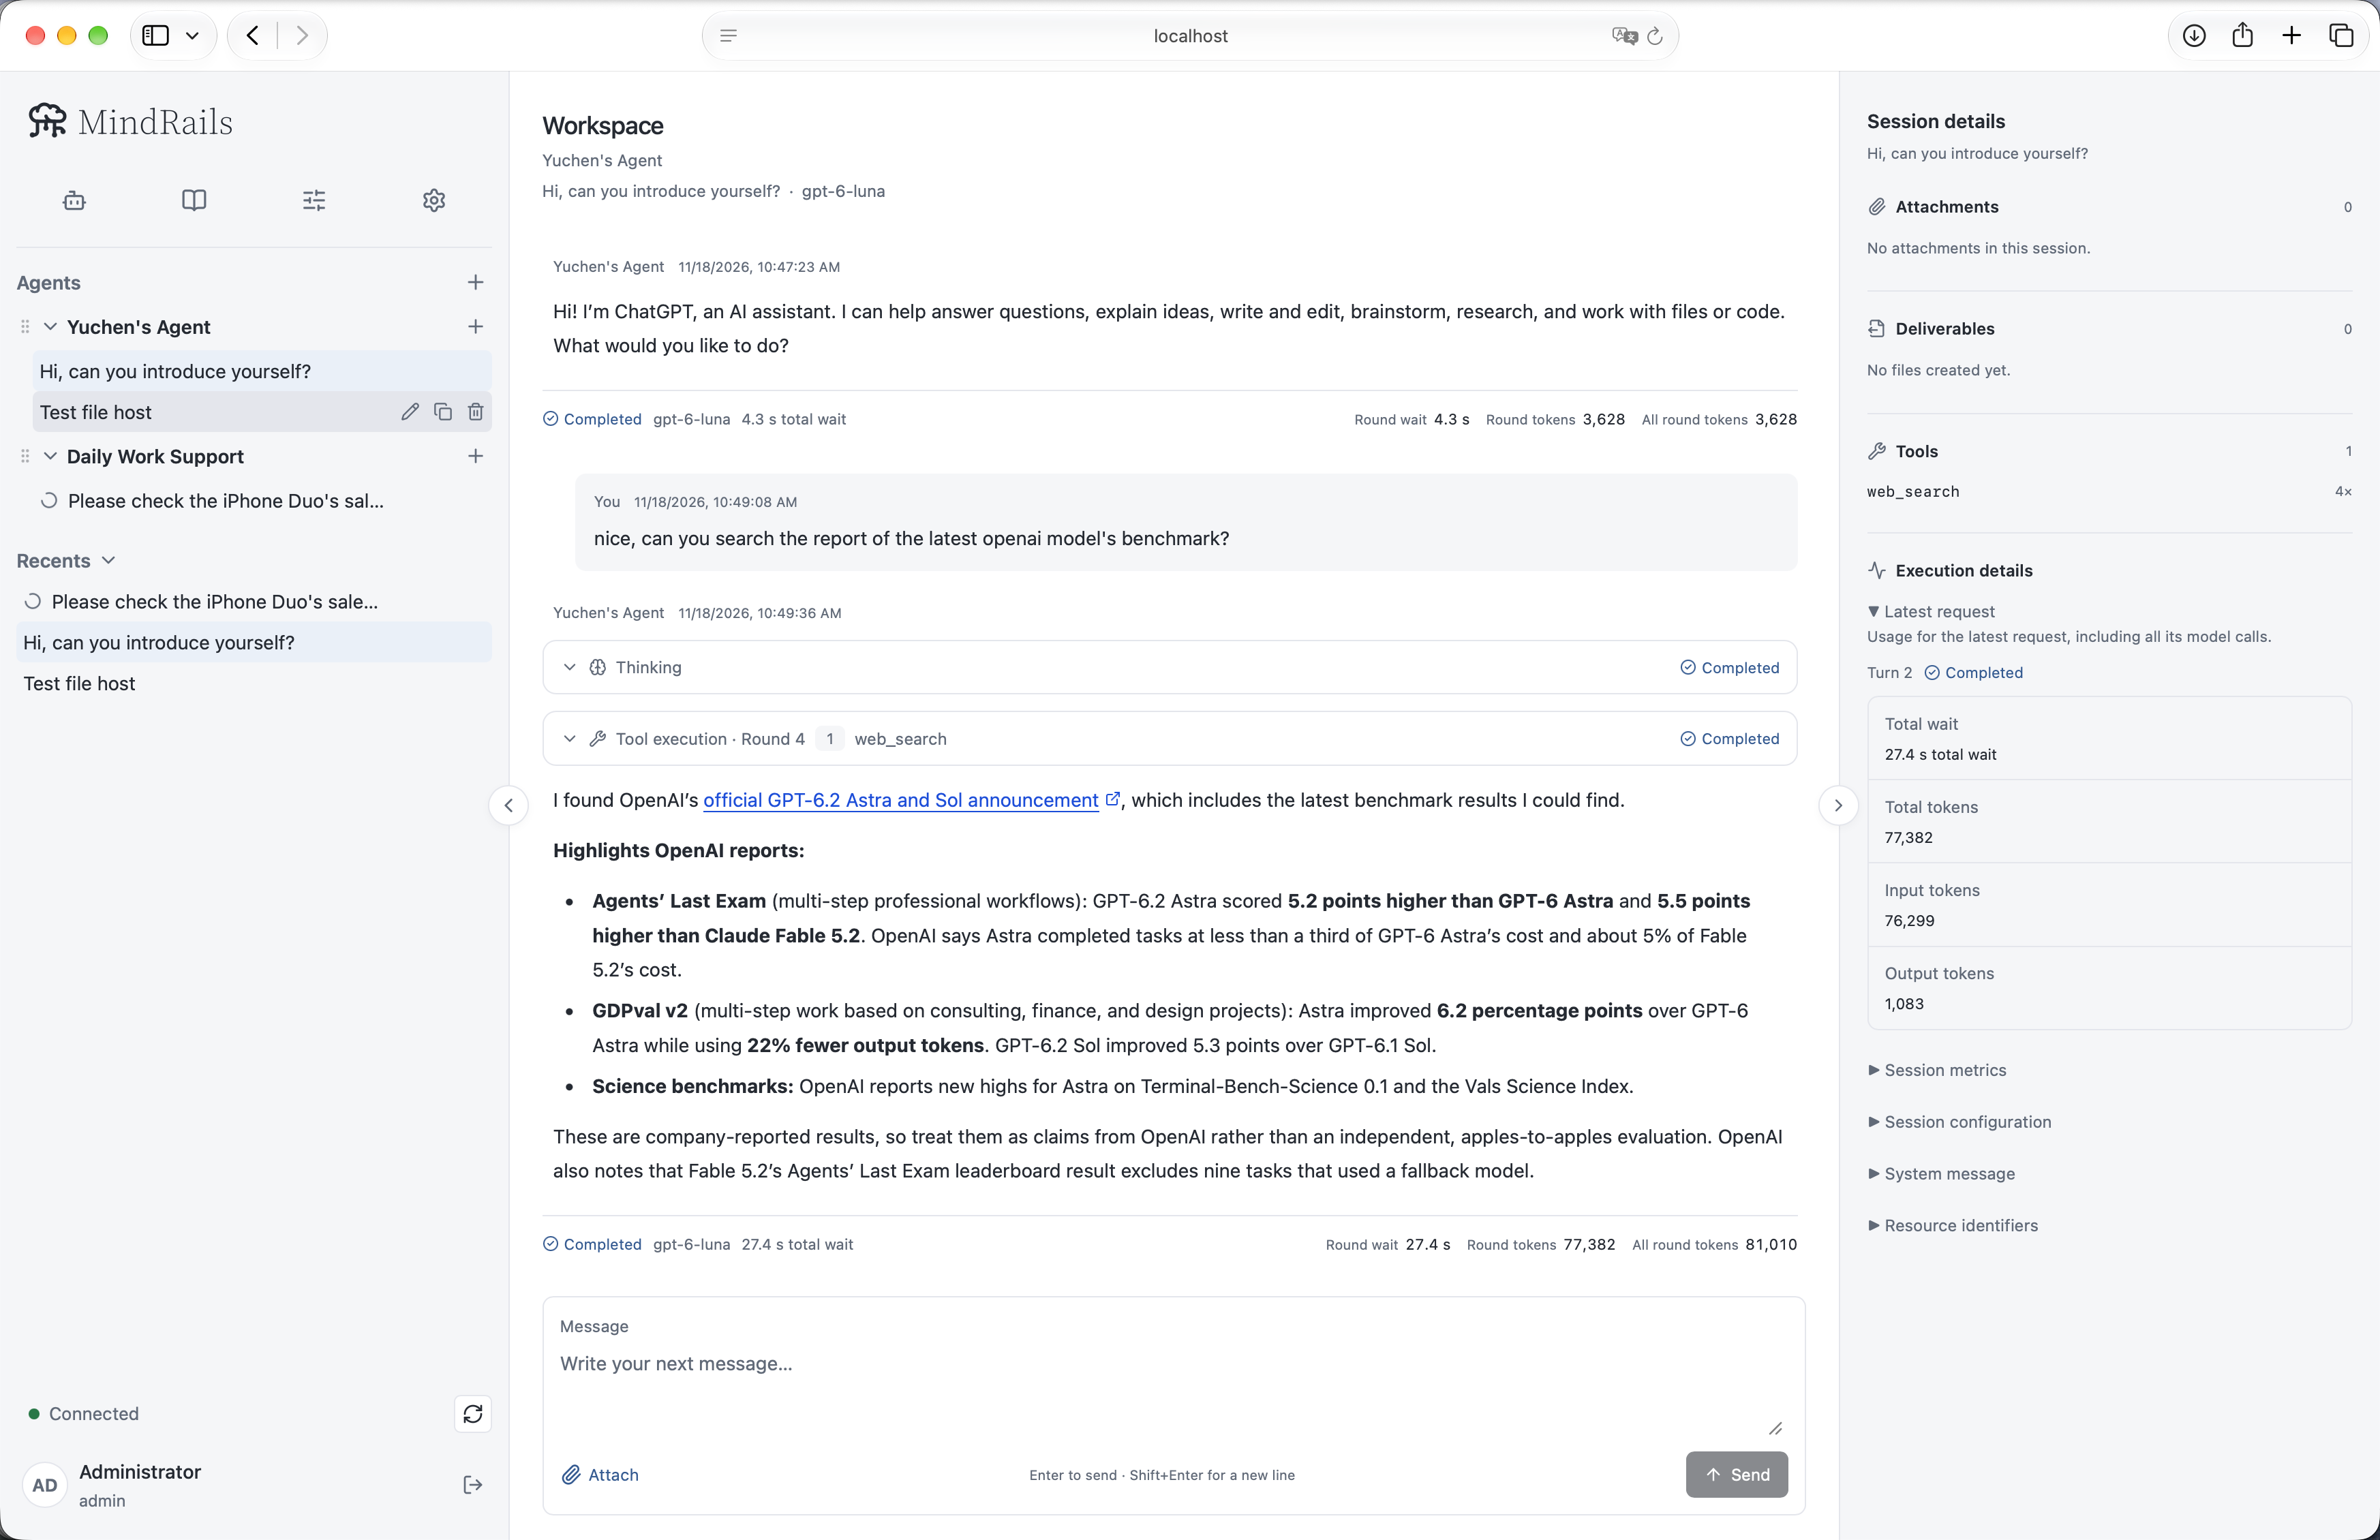 localhost
MindRails
Agents
Yuchen's Agent
Hi, can you introduce yourself?
Test file host
Daily Work Support
Please check the iPhone Duo's sal...
Recents
Please check the iPhone Duo's sale...
Hi, can you introduce yourself?
Test file host
Connected
AD
Administrator
admin
Workspace
Yuchen's Agent
Hi, can you introduce yourself? · gpt-6-luna
Yuchen's Agent 11/18/2026, 10:47:23 AM
Hi! I’m ChatGPT, an AI assistant. I can help answer questions, explain ideas, write and edit, brainstorm, research, and work with files or code.
What would you like to do?
Completed gpt-6-luna 4.3 s total wait Round wait 4.3 s Round tokens 3,628 All round tokens 3,628
You 11/18/2026, 10:49:08 AM
nice, can you search the report of the latest openai model's benchmark?
Yuchen's Agent 11/18/2026, 10:49:36 AM
Thinking Completed
Tool execution · Round 4 1 web_search Completed
I found OpenAI’s official GPT-6.2 Astra and Sol announcement, which includes the latest benchmark results I could find.
Highlights OpenAI reports:
• Agents’ Last Exam (multi-step professional workflows): GPT-6.2 Astra scored 5.2 points higher than GPT-6 Astra and 5.5 points
higher than Claude Fable 5.2. OpenAI says Astra completed tasks at less than a third of GPT-6 Astra’s cost and about 5% of Fable
5.2’s cost.
• GDPval v2 (multi-step work based on consulting, finance, and design projects): Astra improved 6.2 percentage points over GPT-6
Astra while using 22% fewer output tokens. GPT-6.2 Sol improved 5.3 points over GPT-6.1 Sol.
• Science benchmarks: OpenAI reports new highs for Astra on Terminal-Bench-Science 0.1 and the Vals Science Index.
These are company-reported results, so treat them as claims from OpenAI rather than an independent, apples-to-apples evaluation. OpenAI
also notes that Fable 5.2’s Agents’ Last Exam leaderboard result excludes nine tasks that used a fallback model.
Completed gpt-6-luna 27.4 s total wait Round wait 27.4 s Round tokens 77,382 All round tokens 81,010
Message
Write your next message...
Attach Enter to send · Shift+Enter for a new line Send
Session details
Hi, can you introduce yourself?
Attachments 0
No attachments in this session.
Deliverables 0
No files created yet.
Tools 1
web_search 4×
Execution details
Latest request
Usage for the latest request, including all its model calls.
Turn 2 Completed
Total wait
27.4 s total wait
Total tokens
77,382
Input tokens
76,299
Output tokens
1,083
Session metrics
Session configuration
System message
Resource identifiers